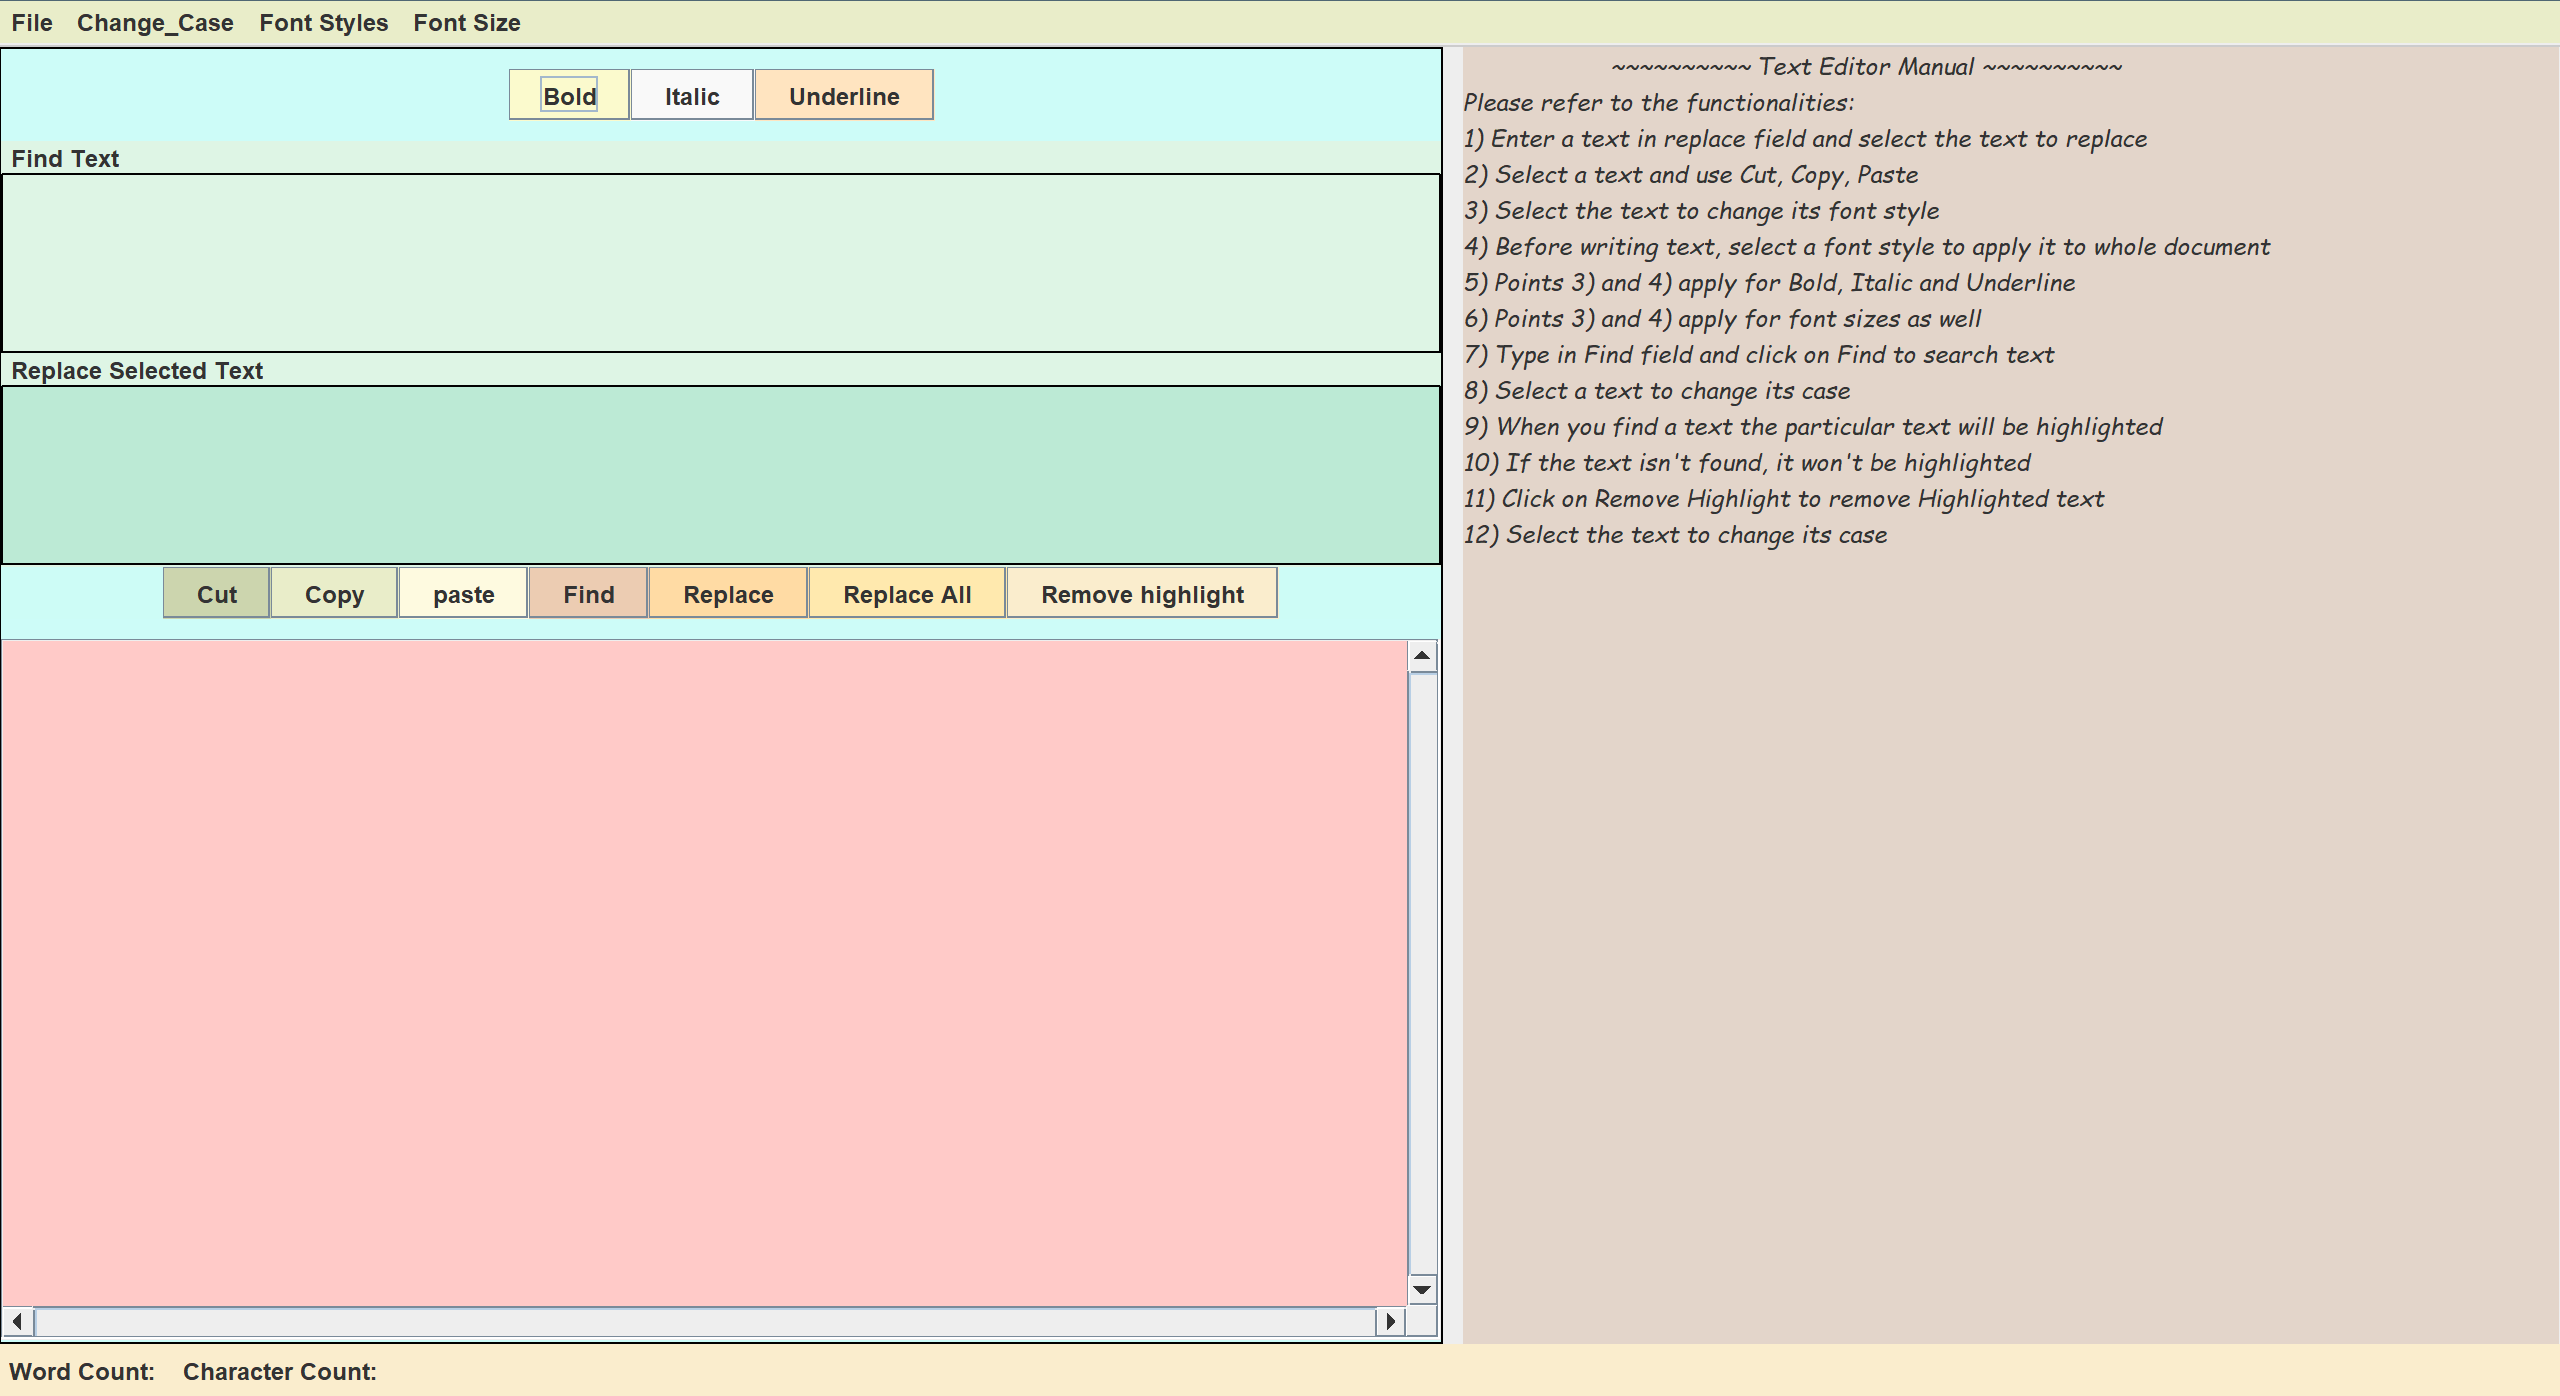 File Change_Case Font Styles Font Size
Bold Italic Underline
Find Text
Replace Selected Text
Cut Copy paste Find Replace Replace All Remove highlight
Word Count: Character Count:
~~~~~~~~~~ Text Editor Manual ~~~~~~~~~~
Please refer to the functionalities:
1) Enter a text in replace field and select the text to replace
2) Select a text and use Cut, Copy, Paste
3) Select the text to change its font style
4) Before writing text, select a font style to apply it to whole document
5) Points 3) and 4) apply for Bold, Italic and Underline
6) Points 3) and 4) apply for font sizes as well
7) Type in Find field and click on Find to search text
8) Select a text to change its case
9) When you find a text the particular text will be highlighted
10) If the text isn't found, it won't be highlighted
11) Click on Remove Highlight to remove Highlighted text
12) Select the text to change its case